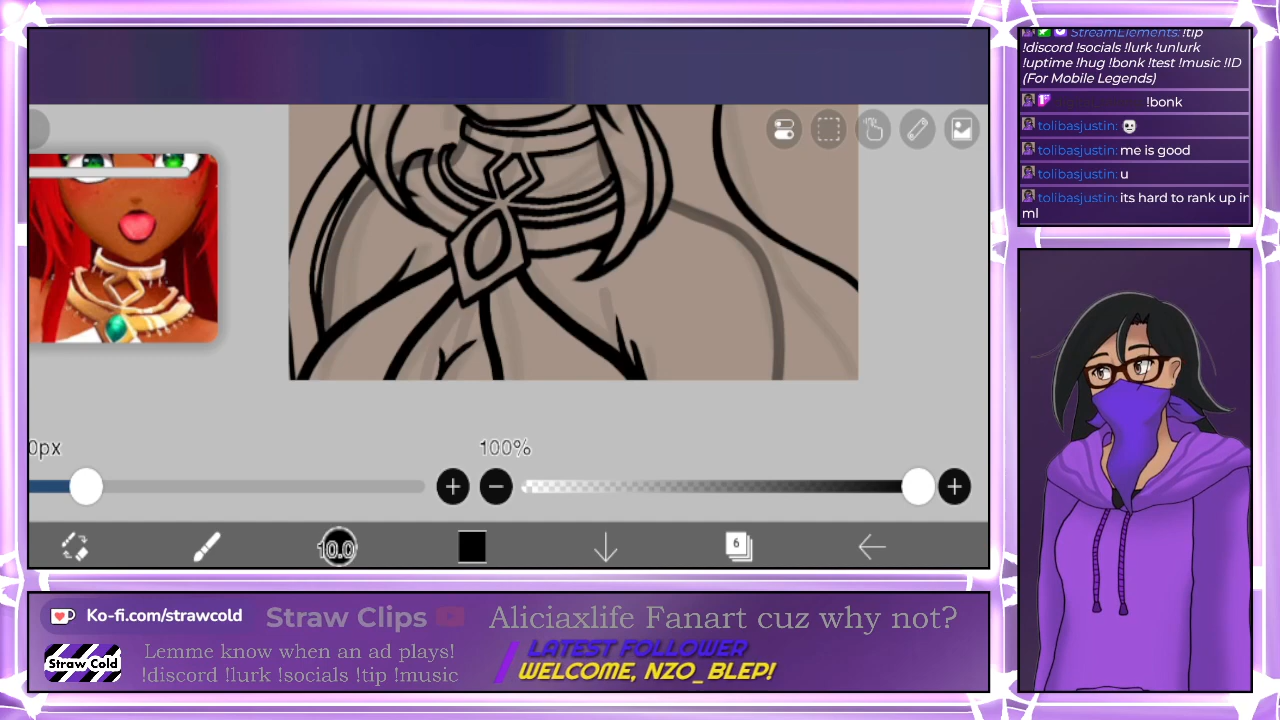 StreamElements: !tip
!discord !socials !lurk !unlurk
!uptime !hug !bonk !test !music !ID
(For Mobile Legends)
!bonk
tolibasjustin:
tolibasjustin: me is good
tolibasjustin: u
tolibasjustin: its hard to rank up in
ml
0px
100%
10.0
6
Ko-fi.com/strawcold
Straw Clips
Aliciaxlife Fanart cuz why not?
Straw Cold
Lemme know when an ad plays!
!discord !lurk !socials !tip !music
LATEST FOLLOWER
WELCOME, NZO_BLEP!